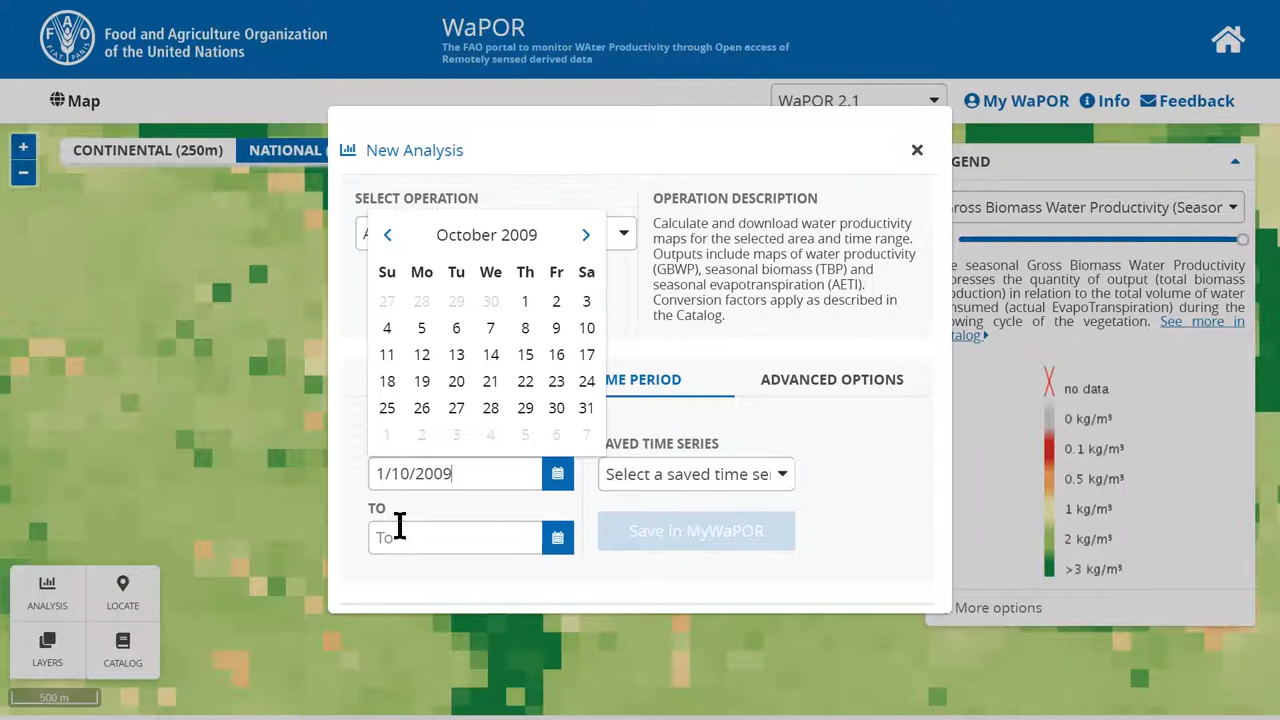 FAO
FIAT PANIS
Food and Agriculture Organization
of the United Nations
WaPOR
The FAO portal to monitor WAter Productivity through Open access of
Remotely sensed derived data
Map
WaPOR 2.1
My WaPOR
Info
Feedback
+
−
CONTINENTAL (250m)
NATIONAL (
New Analysis
×
SELECT OPERATION
A
October 2009
Su Mo Tu We Th Fr Sa
27 28 29 30 1 2 3
4 5 6 7 8 9 10
11 12 13 14 15 16 17
18 19 20 21 22 23 24
25 26 27 28 29 30 31
1 2 3 4 5 6 7
1/10/2009
TO
To
OPERATION DESCRIPTION
Calculate and download water productivity
maps for the selected area and time range.
Outputs include maps of water productivity
(GBWP), seasonal biomass (TBP) and
seasonal evapotranspiration (AETI).
Conversion factors apply as described in
the Catalog.
ME PERIOD
ADVANCED OPTIONS
AVED TIME SERIES
Select a saved time se
Save in MyWaPOR
GEND
ross Biomass Water Productivity (Seasor
e seasonal Gross Biomass Water Productivity
presses the quantity of output (total biomass
oduction) in relation to the total volume of water
nsumed (actual EvapoTranspiration) during the
owing cycle of the vegetation. See more in
talog
no data
0 kg/m³
0.1 kg/m³
0.5 kg/m³
1 kg/m³
2 kg/m³
>3 kg/m³
More options
ANALYSIS
LOCATE
LAYERS
CATALOG
500 m